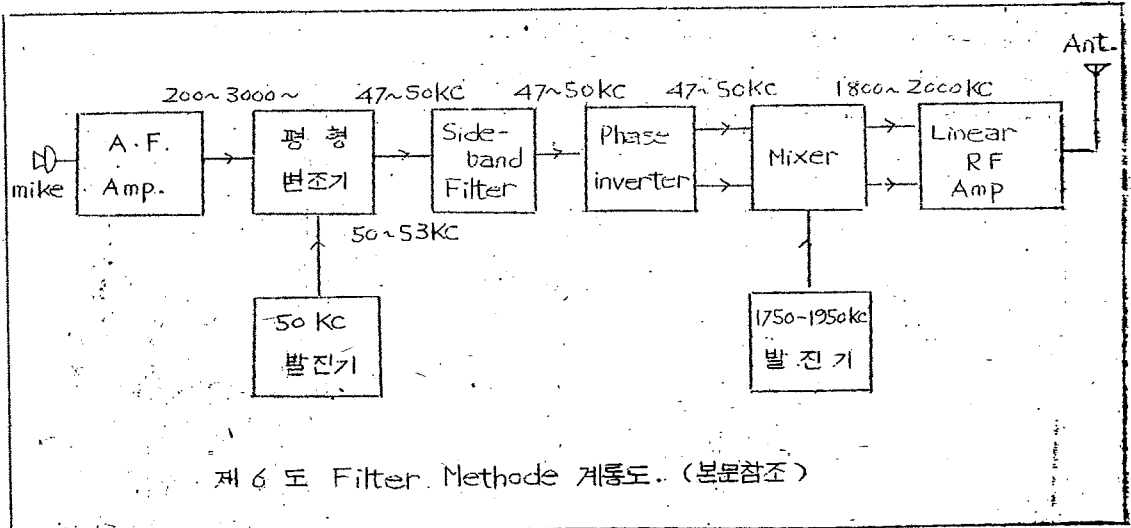 Ant.
200~3000~ 47~50KC 47~50KC 47~50KC 1800~2000KC
mike
A.F.
Amp.
평형
변조기
Side-
band
Filter
Phase
inverter
Mixer
Linear
RF
Amp
50~53KC
50 KC
발진기
1750-1950KC
발진기
제 6 도 Filter Methode 계통도. (본문참조)